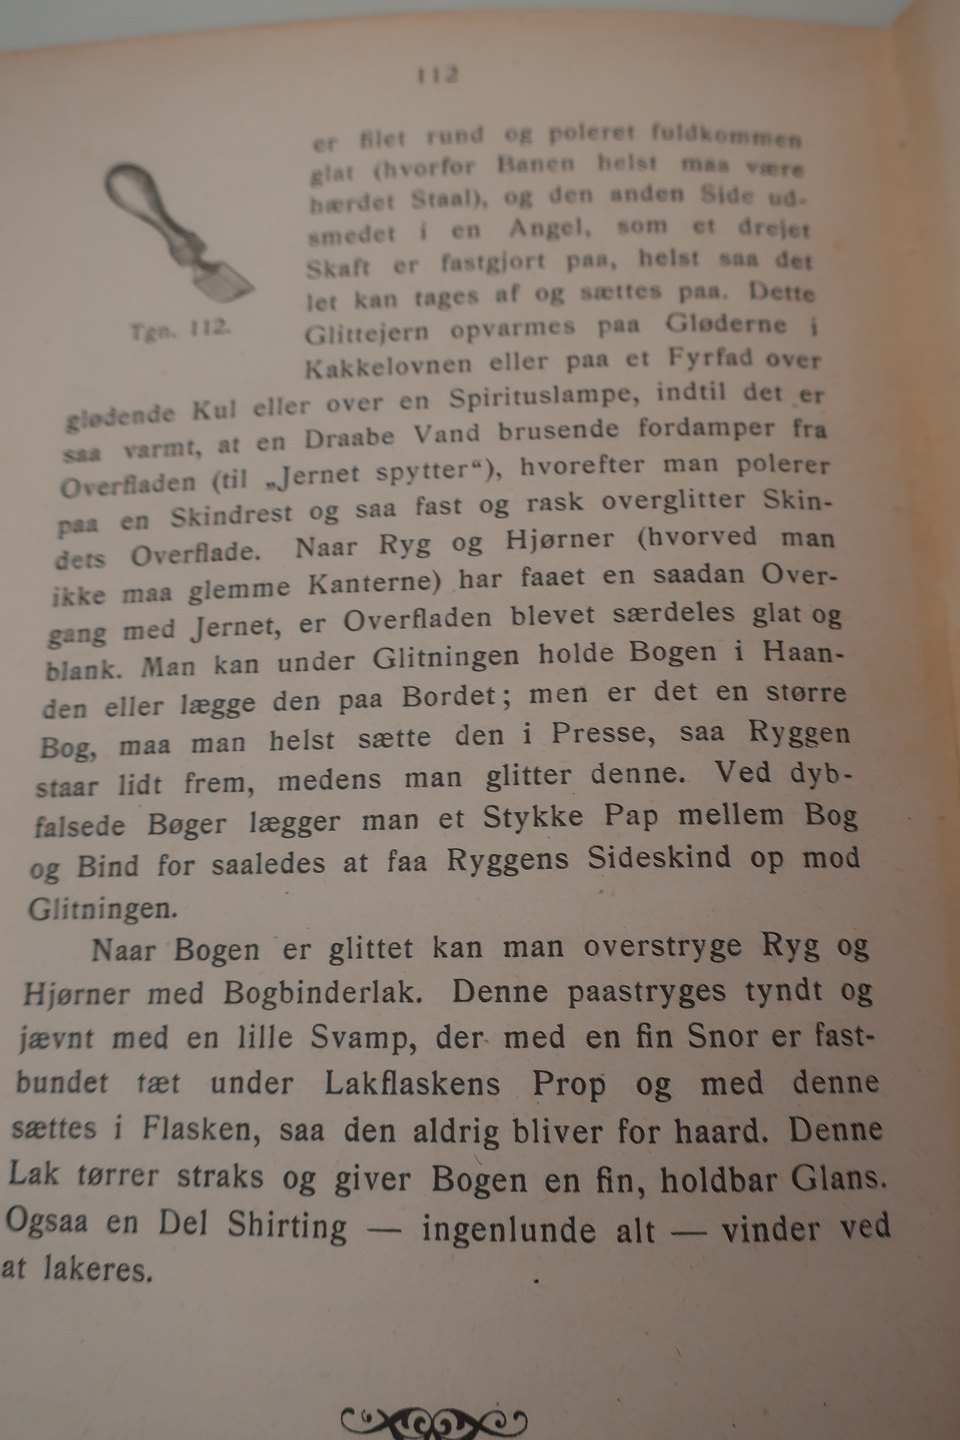 112
er filet rund og poleret fuldkommen
glat (hvorfor Banen helst maa være
hærdet Staal), og den anden Side ud-
smedet i en Angel, som et drejet
Skaft er fastgjort paa, helst saa det
let kan tages af og sættes paa. Dette
Tgn. 112.
Glittejern opvarmes paa Gløderne i
Kakkelovnen eller paa et Fyrfad over
glødende Kul eller over en Spirituslampe, indtil det er
saa varmt, at en Draabe Vand brusende fordamper fra
Overfladen (til „Jernet spytter“), hvorefter man polerer
paa en Skindrest og saa fast og rask overglitter Skin-
dets Overflade. Naar Ryg og Hjørner (hvorved man
ikke maa glemme Kanterne) har faaet en saadan Over-
gang med Jernet, er Overfladen blevet særdeles glat og
blank. Man kan under Glitningen holde Bogen i Haan-
den eller lægge den paa Bordet; men er det en større
Bog, maa man helst sætte den i Presse, saa Ryggen
staar lidt frem, medens man glitter denne. Ved dyb-
falsede Bøger lægger man et Stykke Pap mellem Bog
og Bind for saaledes at faa Ryggens Sideskind op mod
Glitningen.
Naar Bogen er glittet kan man overstryge Ryg og
Hjørner med Bogbinderlak. Denne paastryges tyndt og
jævnt med en lille Svamp, der med en fin Snor er fast-
bundet tæt under Lakflaskens Prop og med denne
sættes i Flasken, saa den aldrig bliver for haard. Denne
Lak tørrer straks og giver Bogen en fin, holdbar Glans.
Ogsaa en Del Shirting — ingenlunde alt — vinder ved
at lakeres.